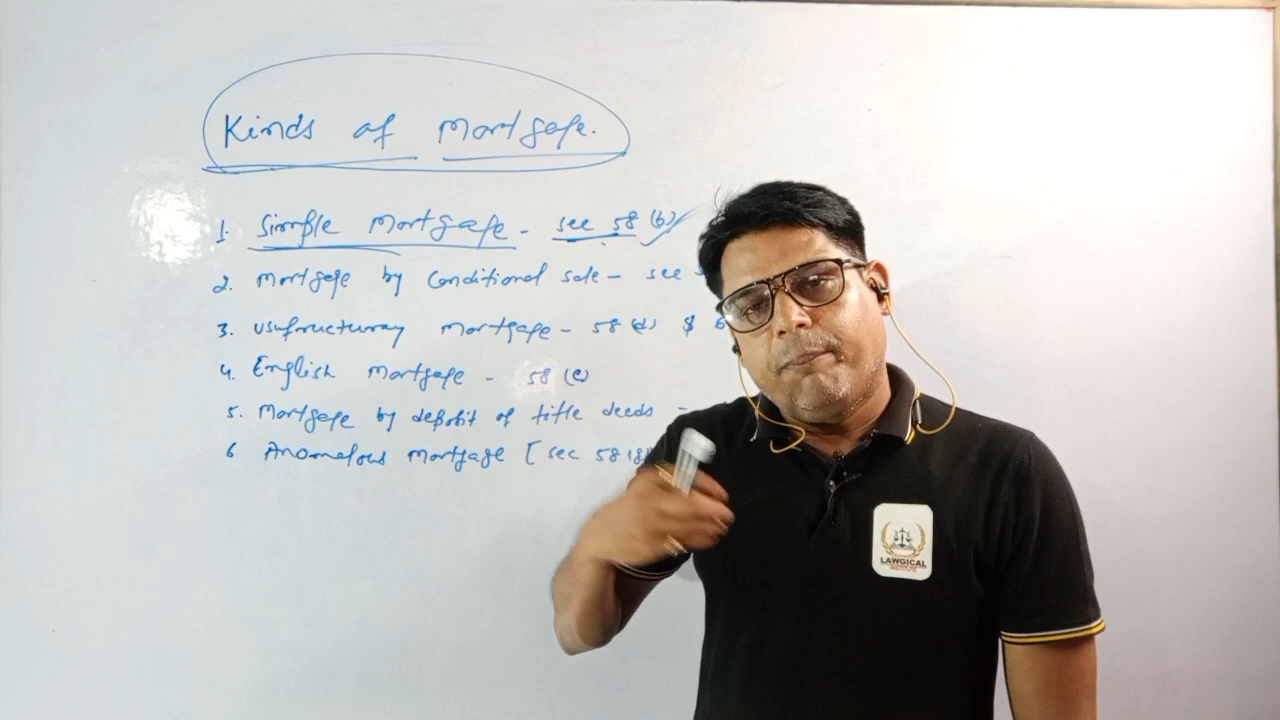 Kinds of Mortgage.
1. Simple Mortgage - sec 58 (b)
2. Mortgage by Conditional sale - sec
3. Usufructuray Mortgage - 58 (d) &
4. English Mortgage - 58 (e)
5. Mortgage by deposit of title deeds -
6 Anomalous Mortgage [ sec 58 (g)
LAWGICAL
INSTITUTE